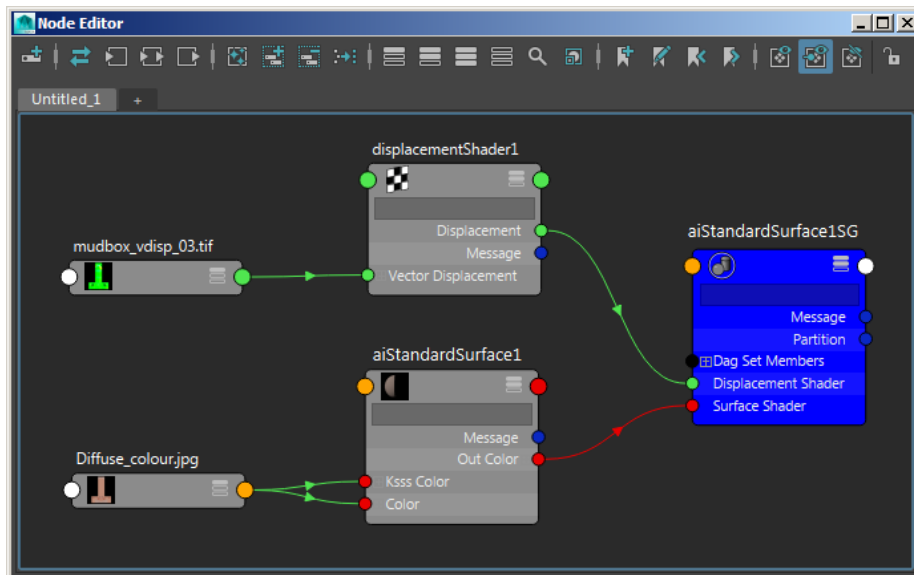 Node Editor
Untitled_1 +
displacementShader1
Displacement
Message
Vector Displacement
mudbox_vdisp_03.tif
aiStandardSurface1SG
Message
Partition
Dag Set Members
Displacement Shader
Surface Shader
aiStandardSurface1
Message
Out Color
Ksss Color
Color
Diffuse_colour.jpg